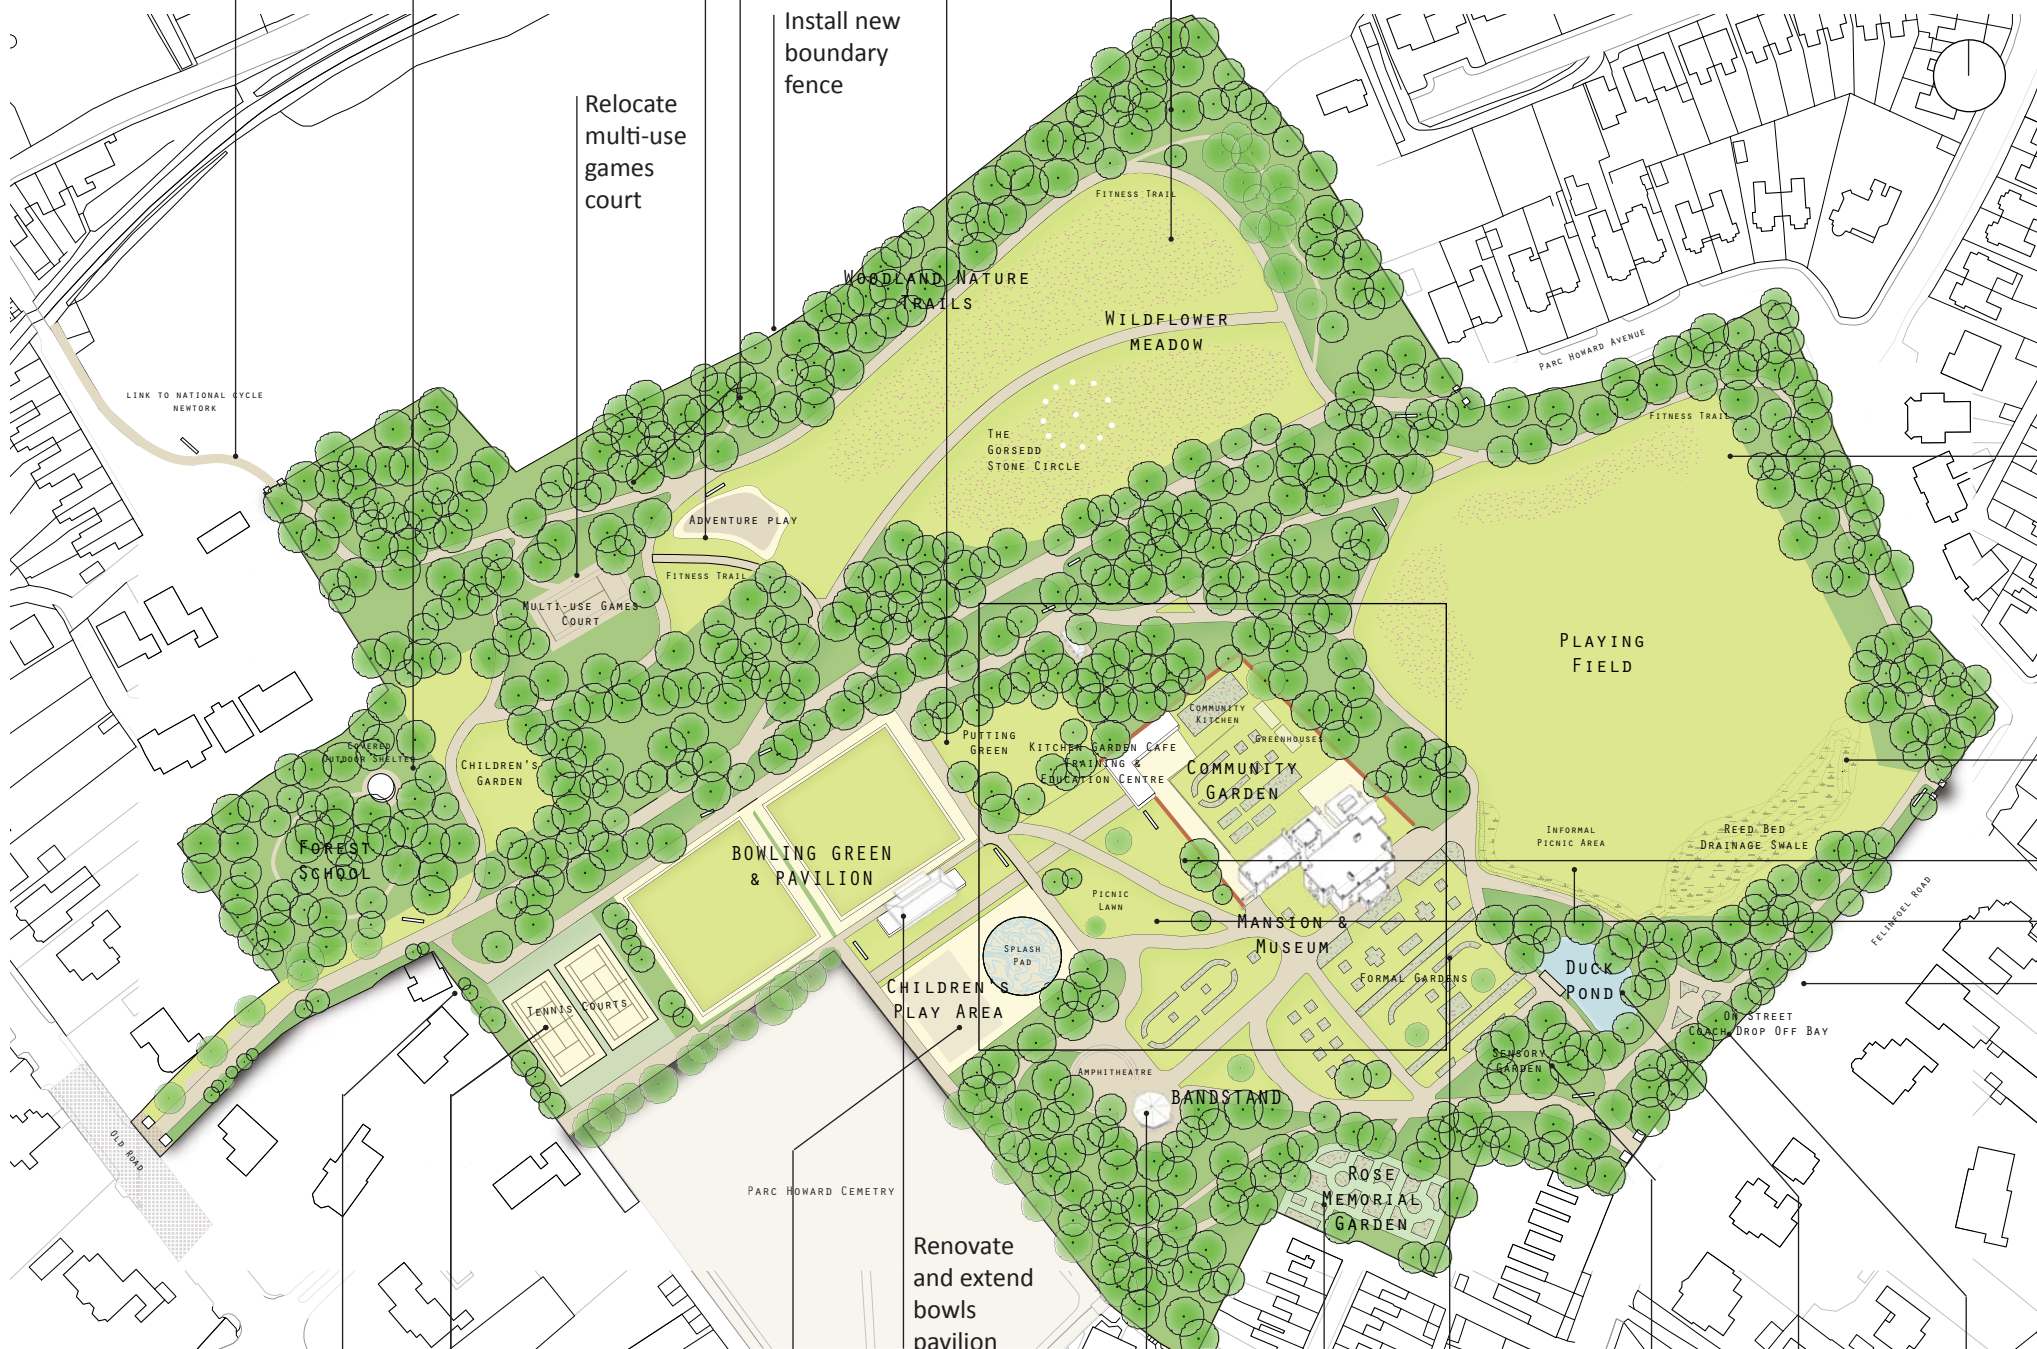 Install new
boundary
fence
Relocate
multi-use
games
court
Fitness Trail
Woodland Nature
Trails
Wildflower
meadow
Parc Howard Avenue
link to national cycle
newtork
Fitness Trail
The
Gorsedd
Stone Circle
Adventure play
Fitness Trail
Multi-use Games
Court
Playing
Field
Community
Kitchen
Greenhouses
Putting
Green
Kitchen Garden Cafe
Training &
Education Centre
Community
Garden
Covered
Outdoor Shelter
Children's
Garden
Forest
School
Bowling Green
& Pavilion
Informal
Picnic Area
Reed Bed
Drainage Swale
Picnic
Lawn
Mansion &
Museum
Felinfoel Road
Splash
Pad
Formal Gardens
Duck
Pond
Children's
Play Area
Tennis Courts
On Street
Coach Drop Off Bay
Sensory
Garden
Amphitheatre
Bandstand
Old Road
Parc Howard Cemetry
Rose
Memorial
Garden
Renovate
and extend
bowls
pavilion